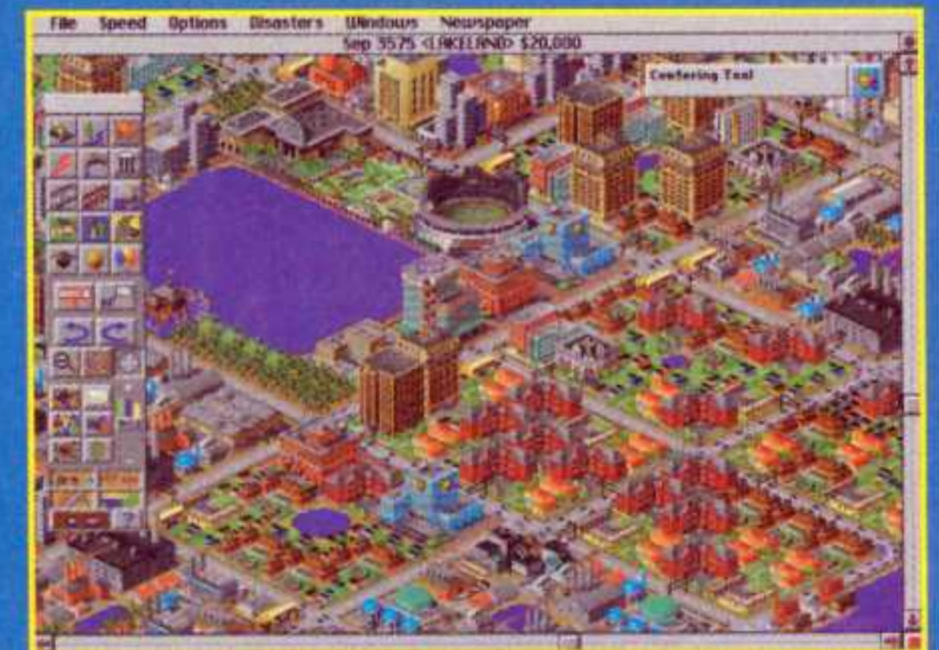 File Speed Options Disasters Windows Newspaper
Sep 3575 <LAKELAND> $20,000
Centering Tool